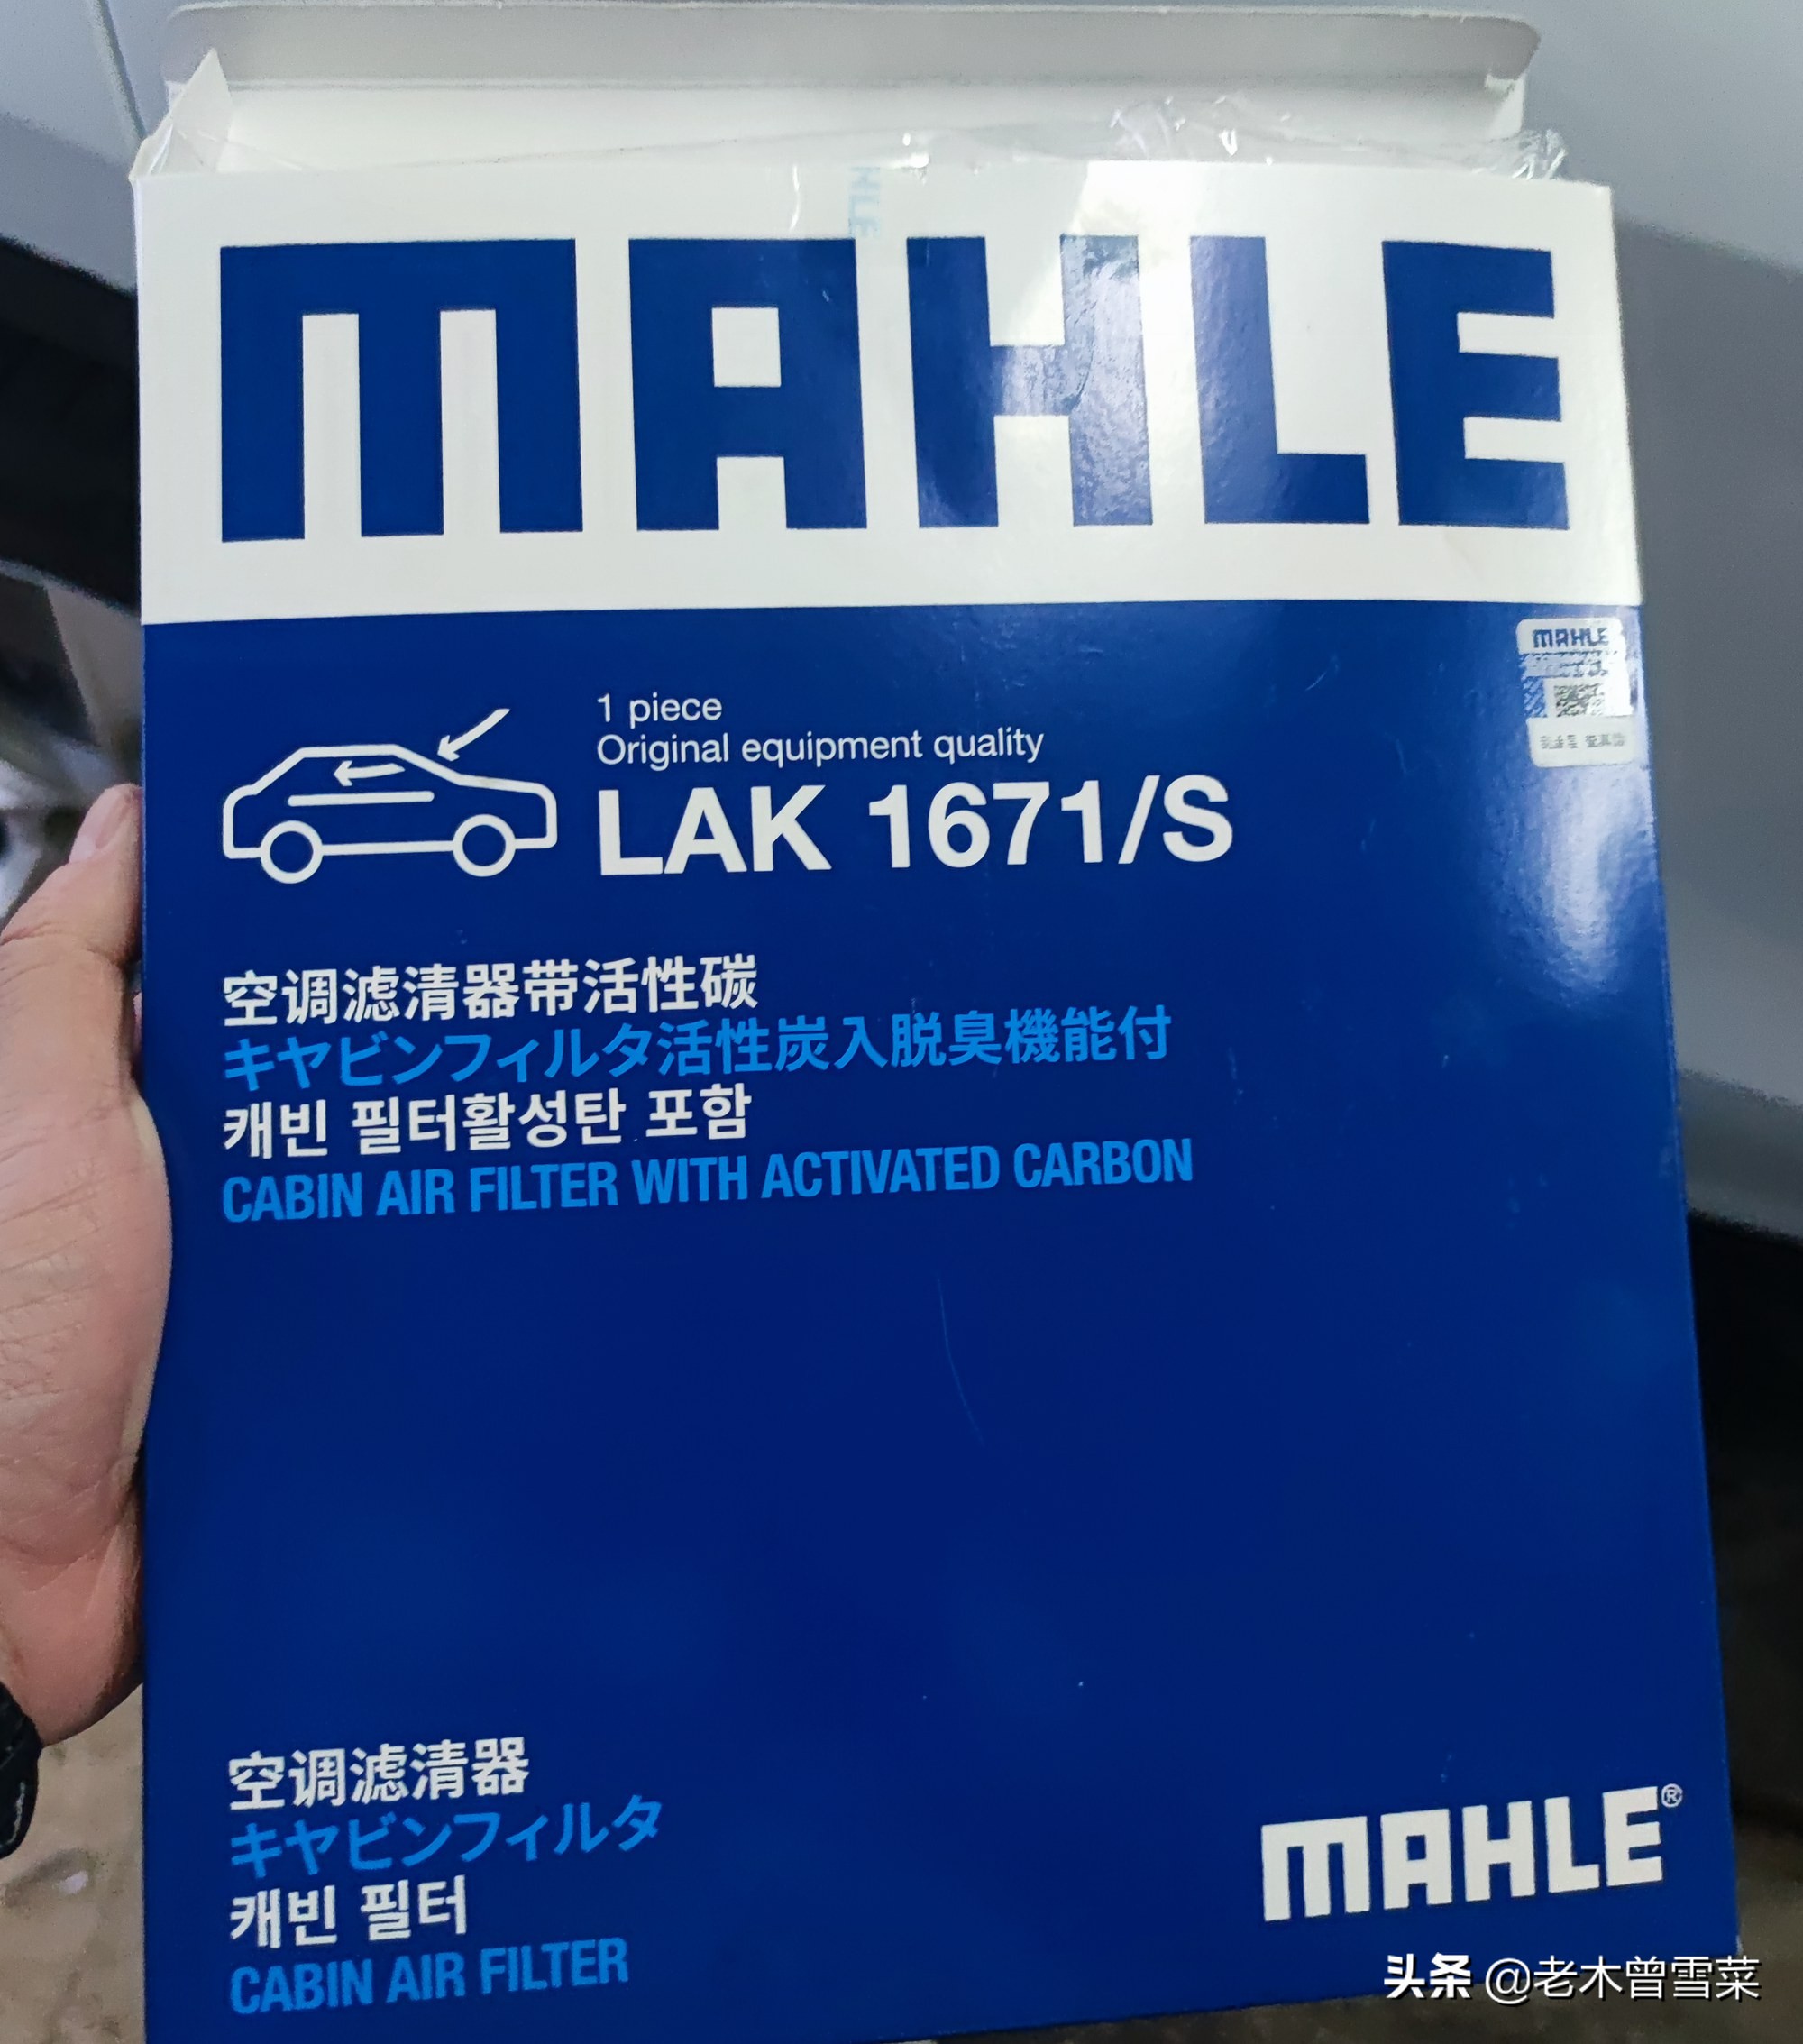 MAHLE
MAHLE
1 piece
Original equipment quality
LAK 1671/S
空调滤清器带活性碳
キヤビンフィルタ活性炭入脱臭機能付
캐빈 필터활성탄 포함
CABIN AIR FILTER WITH ACTIVATED CARBON
空调滤清器
キヤビンフィルタ
캐빈 필터
CABIN AIR FILTER
MAHLE®
头条 @老木曾雪菜